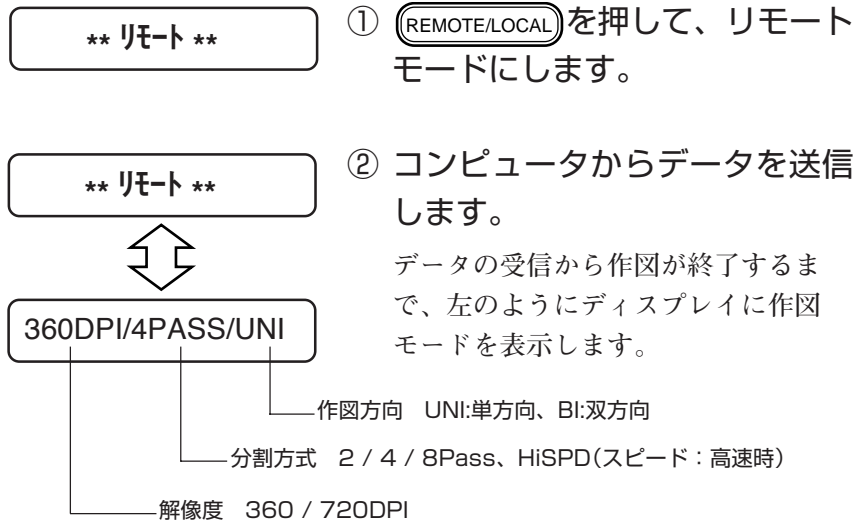 ** リモート **
① REMOTE/LOCALを押して、リモート
モードにします。
** リモート **
② コンピュータからデータを送信
します。
データの受信から作図が終了するま
で、左のようにディスプレイに作図
モードを表示します。
360DPI/4PASS/UNI
作図方向 UNI:単方向、BI:双方向
分割方式 2 / 4 / 8Pass、HiSPD(スピード：高速時)
解像度 360 / 720DPI